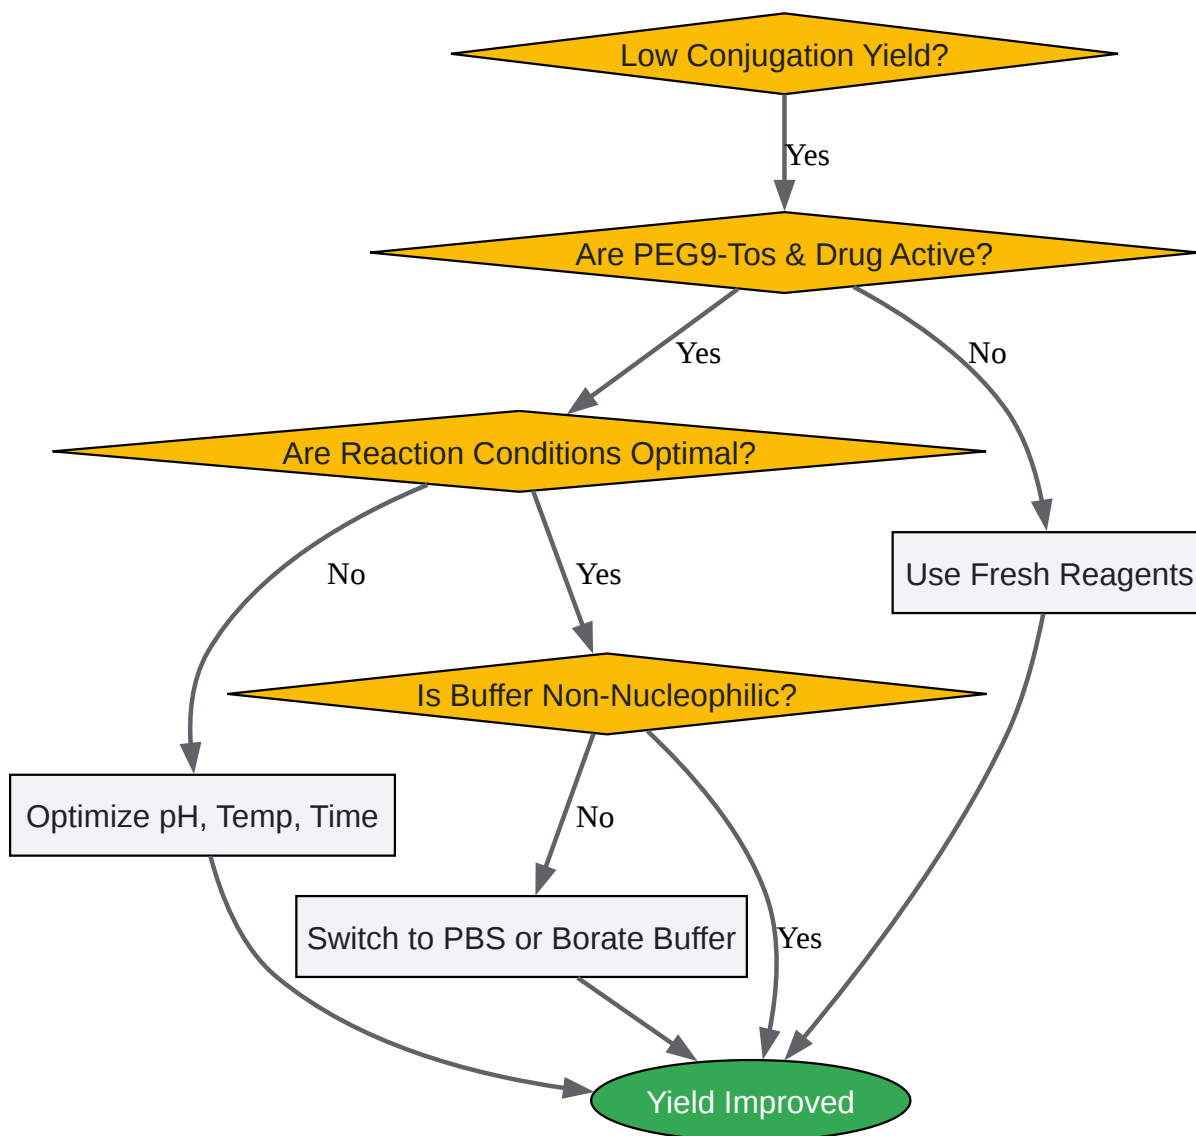 Low Conjugation Yield?
Yes
Are PEG9-Tos & Drug Active?
Yes
No
Are Reaction Conditions Optimal?
No
Yes
Use Fresh Reagents
Is Buffer Non-Nucleophilic?
Optimize pH, Temp, Time
No
Switch to PBS or Borate Buffer
Yes
Yield Improved